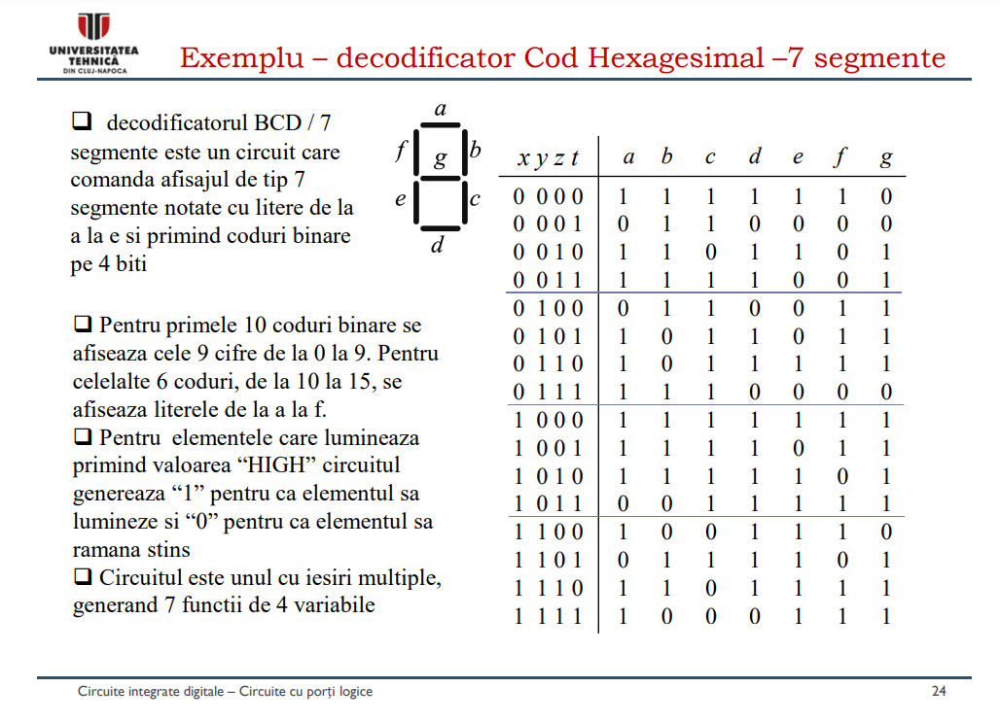 UNIVERSITATEA
TEHNICĂ
DIN CLUJ-NAPOCA
Exemplu – decodificator Cod Hexagesimal –7 segmente
decodificatorul BCD / 7
segmente este un circuit care
comanda afisajul de tip 7
segmente notate cu litere de la
a la e si primind coduri binare
pe 4 biti
Pentru primele 10 coduri binare se
afiseaza cele 9 cifre de la 0 la 9. Pentru
celelalte 6 coduri, de la 10 la 15, se
afiseaza literele de la a la f.
Pentru elementele care lumineaza
primind valoarea “HIGH” circuitul
genereaza “1” pentru ca elementul sa
lumineze si “0” pentru ca elementul sa
ramana stins
Circuitul este unul cu iesiri multiple,
generand 7 functii de 4 variabile
a
f g b
e c
d
x y z t a b c d e f g
0 0 0 0 1 1 1 1 1 1 0
0 0 0 1 0 1 1 0 0 0 0
0 0 1 0 1 1 0 1 1 0 1
0 0 1 1 1 1 1 1 0 0 1
0 1 0 0 0 1 1 0 0 1 1
0 1 0 1 1 0 1 1 0 1 1
0 1 1 0 1 0 1 1 1 1 1
0 1 1 1 1 1 1 0 0 0 0
1 0 0 0 1 1 1 1 1 1 1
1 0 0 1 1 1 1 1 0 1 1
1 0 1 0 1 1 1 1 1 0 1
1 0 1 1 0 0 1 1 1 1 1
1 1 0 0 1 0 0 1 1 1 0
1 1 0 1 0 1 1 1 1 0 1
1 1 1 0 1 1 0 1 1 1 1
1 1 1 1 1 0 0 0 1 1 1
Circuite integrate digitale – Circuite cu porți logice
24